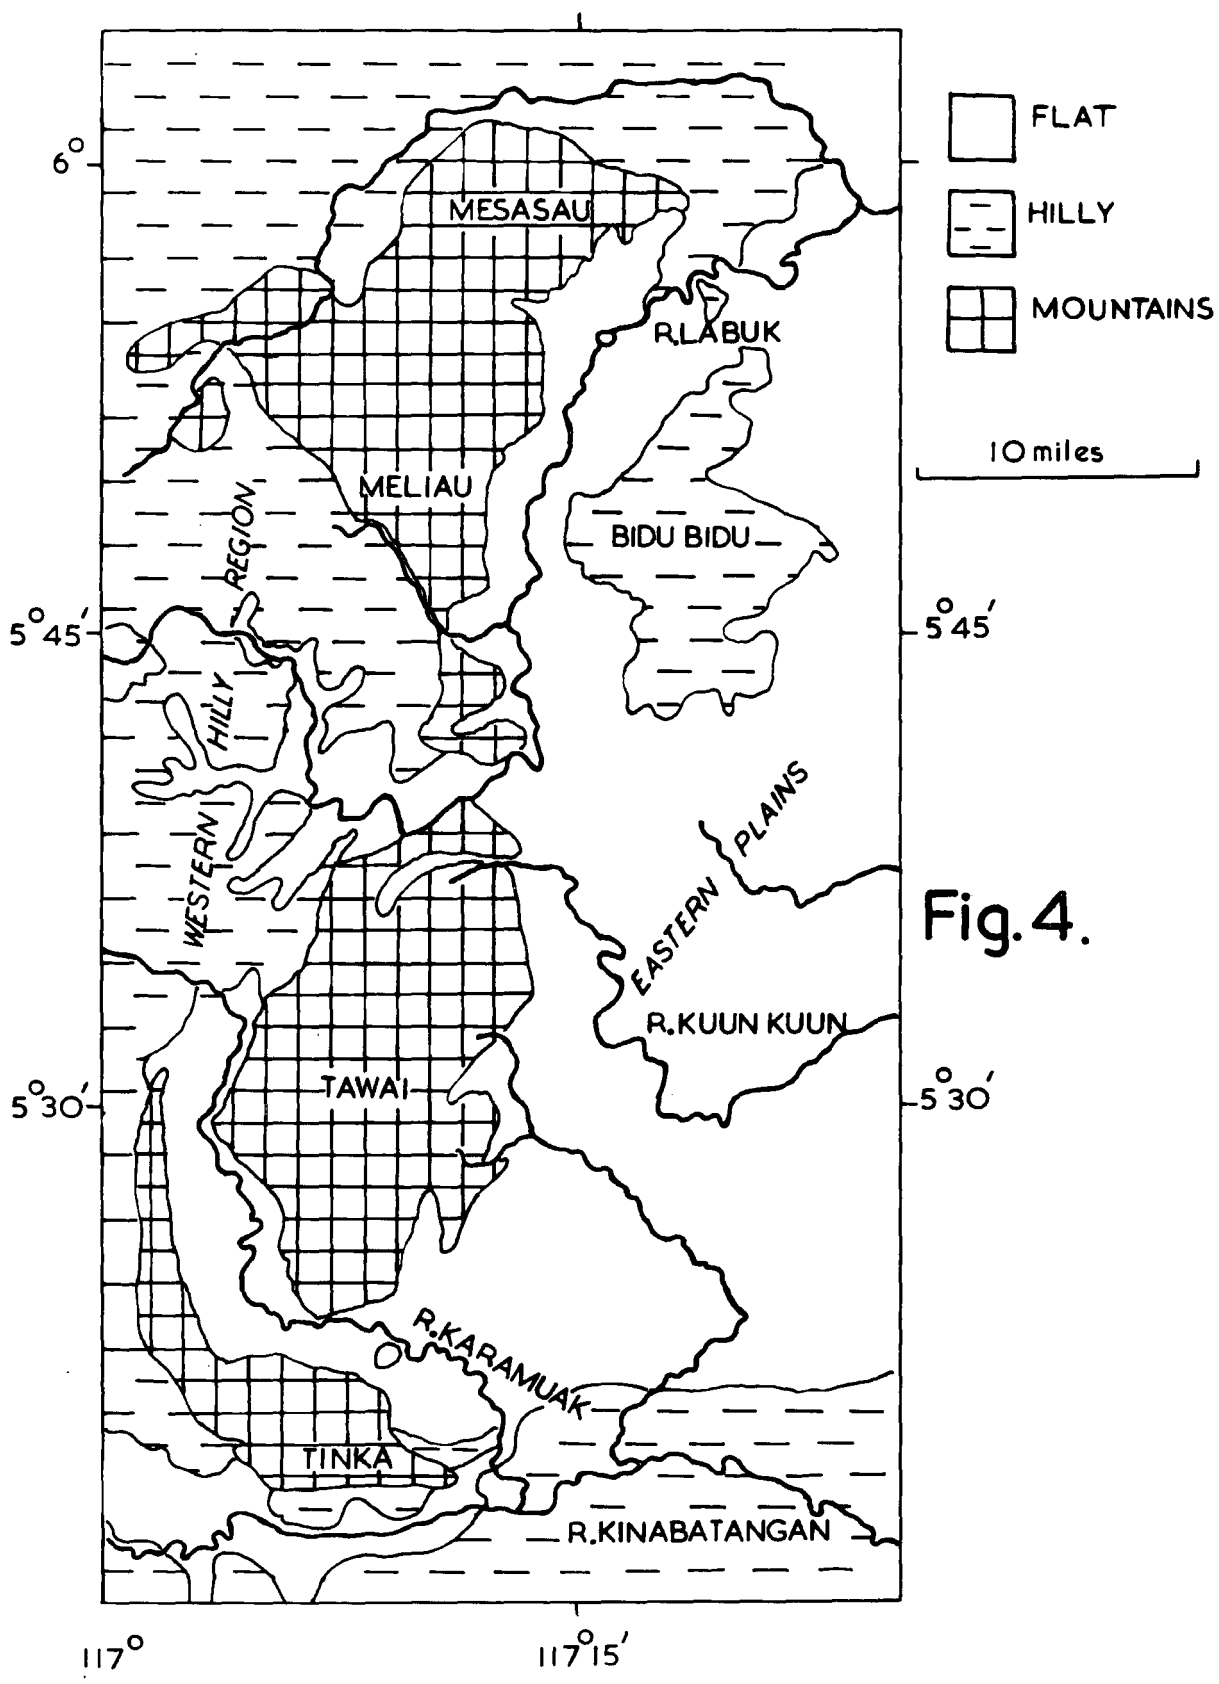 FLAT
6°
HILLY
MESASAU
MOUNTAINS
R.LABUK
10 miles
MELIAU
REGION
BIDU BIDU
5° 45'
5° 45'
HILLY
PLAINS
WESTERN
EASTERN
Fig. 4.
R.KUUN KUUN
TAWAI
5° 30'
5° 30'
R.KARAMUAK
TINKA
R.KINABATANGAN
117°
117° 15'